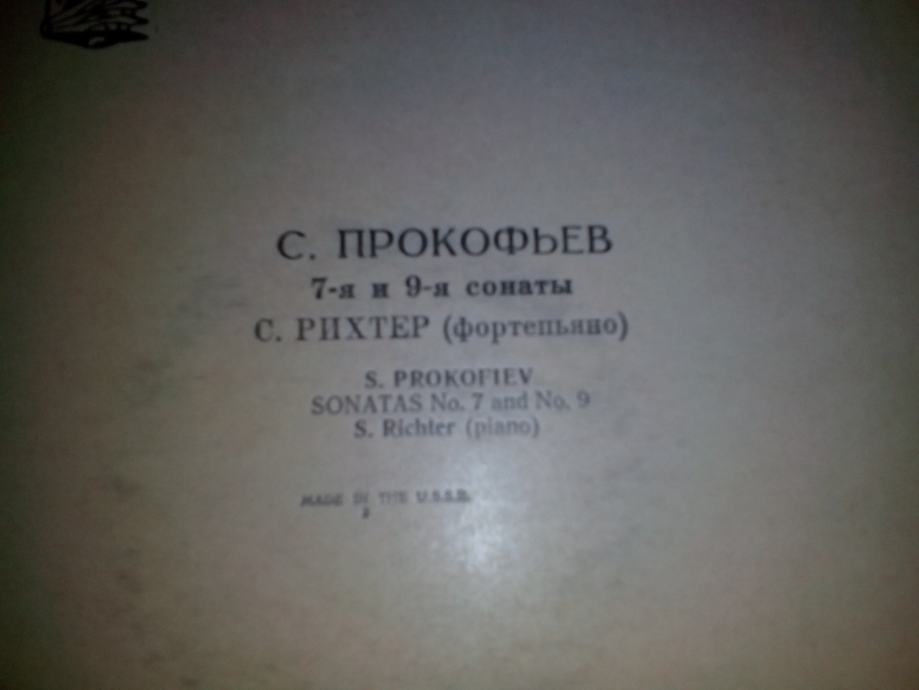 С. ПРОКОФЬЕВ
7-я и 9-я сонаты
С. РИХТЕР (фортепьяно)
S. PROKOFIEV
SONATAS No. 7 and No. 9
S. Richter (piano)
MADE IN THE U.S.S.R.